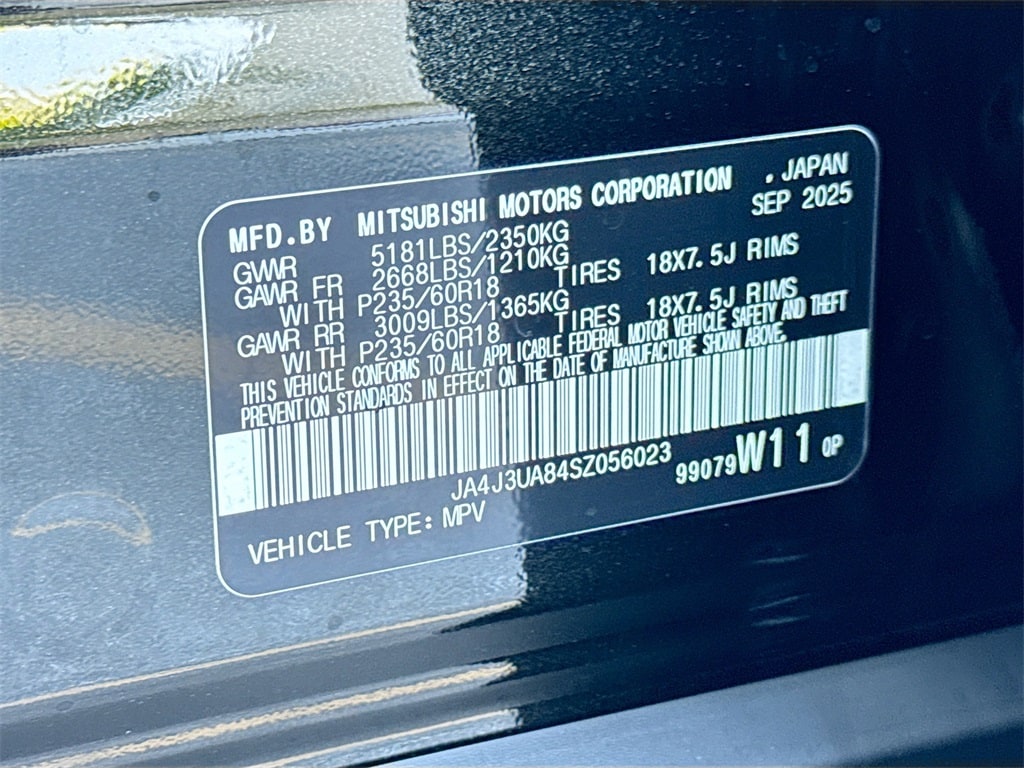 MFD.BY MITSUBISHI MOTORS CORPORATION . JAPAN
SEP 2025
GVWR 5181LBS/2350KG
GAWR FR 2668LBS/1210KG
WITH P235/60R18 TIRES 18X7.5J RIMS
GAWR RR 3009LBS/1365KG
WITH P235/60R18 TIRES 18X7.5J RIMS
THIS VEHICLE CONFORMS TO ALL APPLICABLE FEDERAL MOTOR VEHICLE SAFETY AND THEFT
PREVENTION STANDARDS IN EFFECT ON THE DATE OF MANUFACTURE SHOWN ABOVE.
JA4J3UA84SZ056023 99079W11 OP
VEHICLE TYPE: MPV